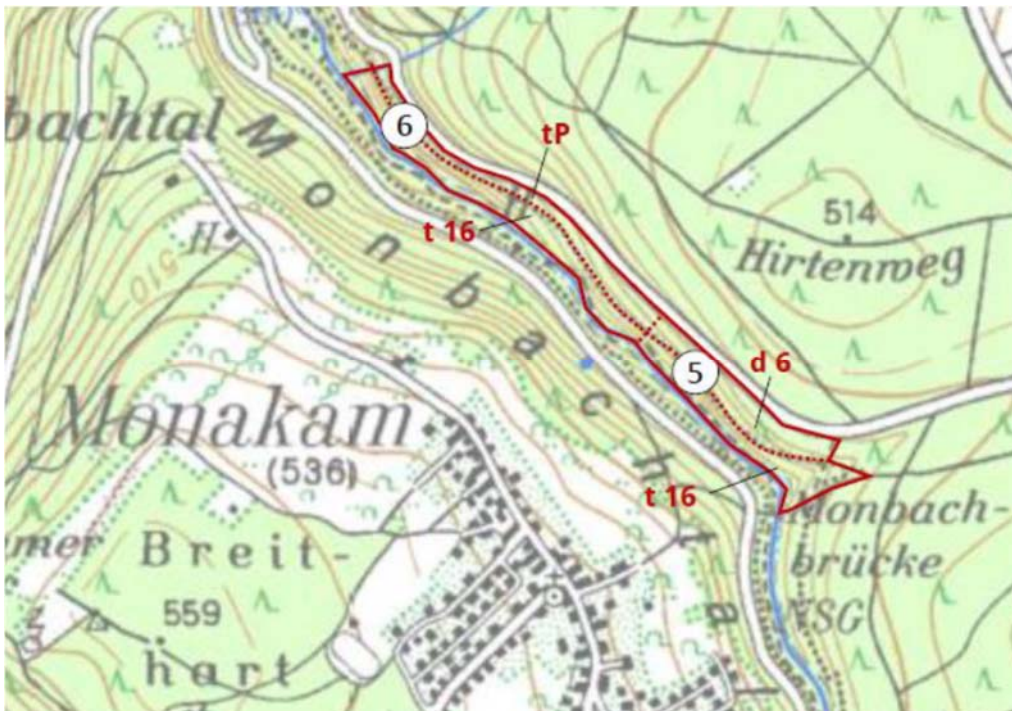 bachtal
Monbachtal
6
tP
t 16
514
Hirtenweg
H
510
5
d 6
Monakam
(536)
t 16
Monbach-
brücke
NSG
mer
Breit-
559
hart